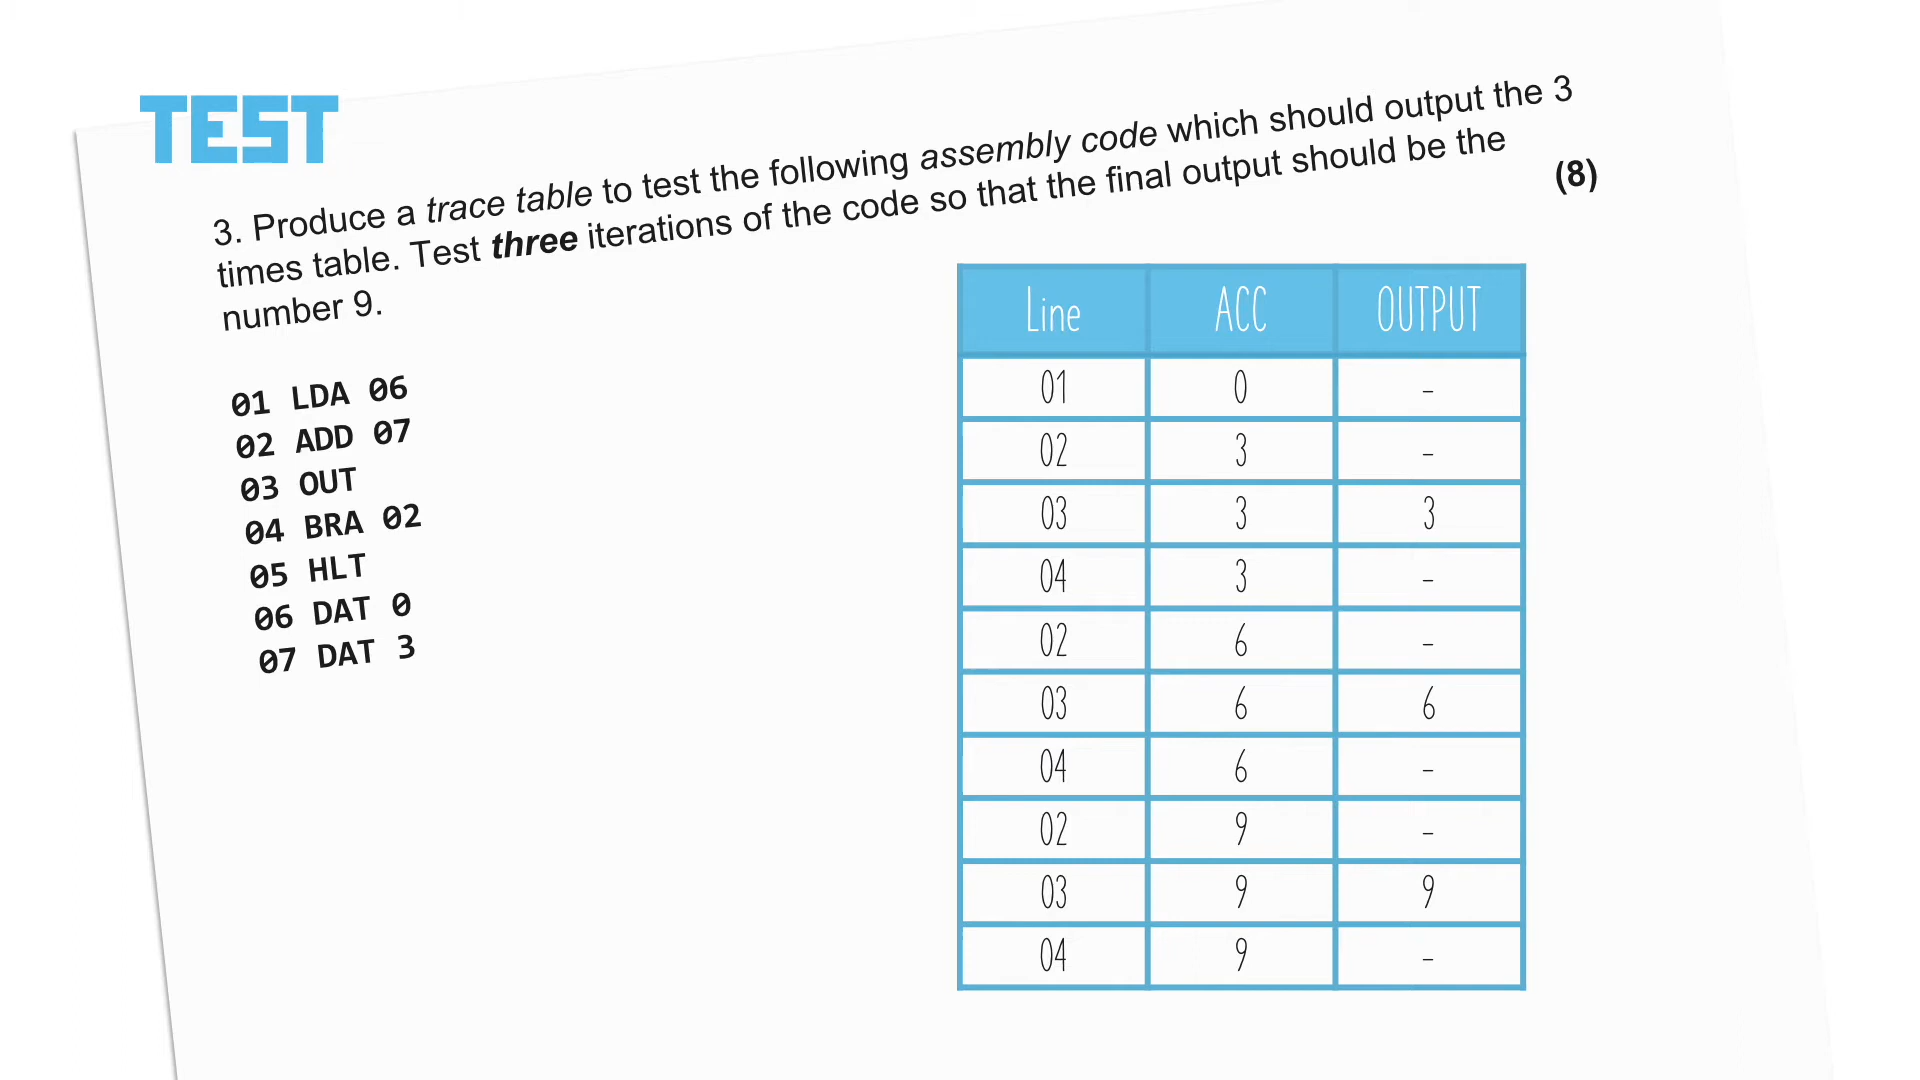 TEST
3. Produce a trace table to test the following assembly code which should output the 3
times table. Test three iterations of the code so that the final output should be the
number 9.
(8)
01 LDA 06
02 ADD 07
03 OUT
04 BRA 02
05 HLT
06 DAT 0
07 DAT 3
Line ACC OUTPUT
01 0 -
02 3 -
03 3 3
04 3 -
02 6 -
03 6 6
04 6 -
02 9 -
03 9 9
04 9 -